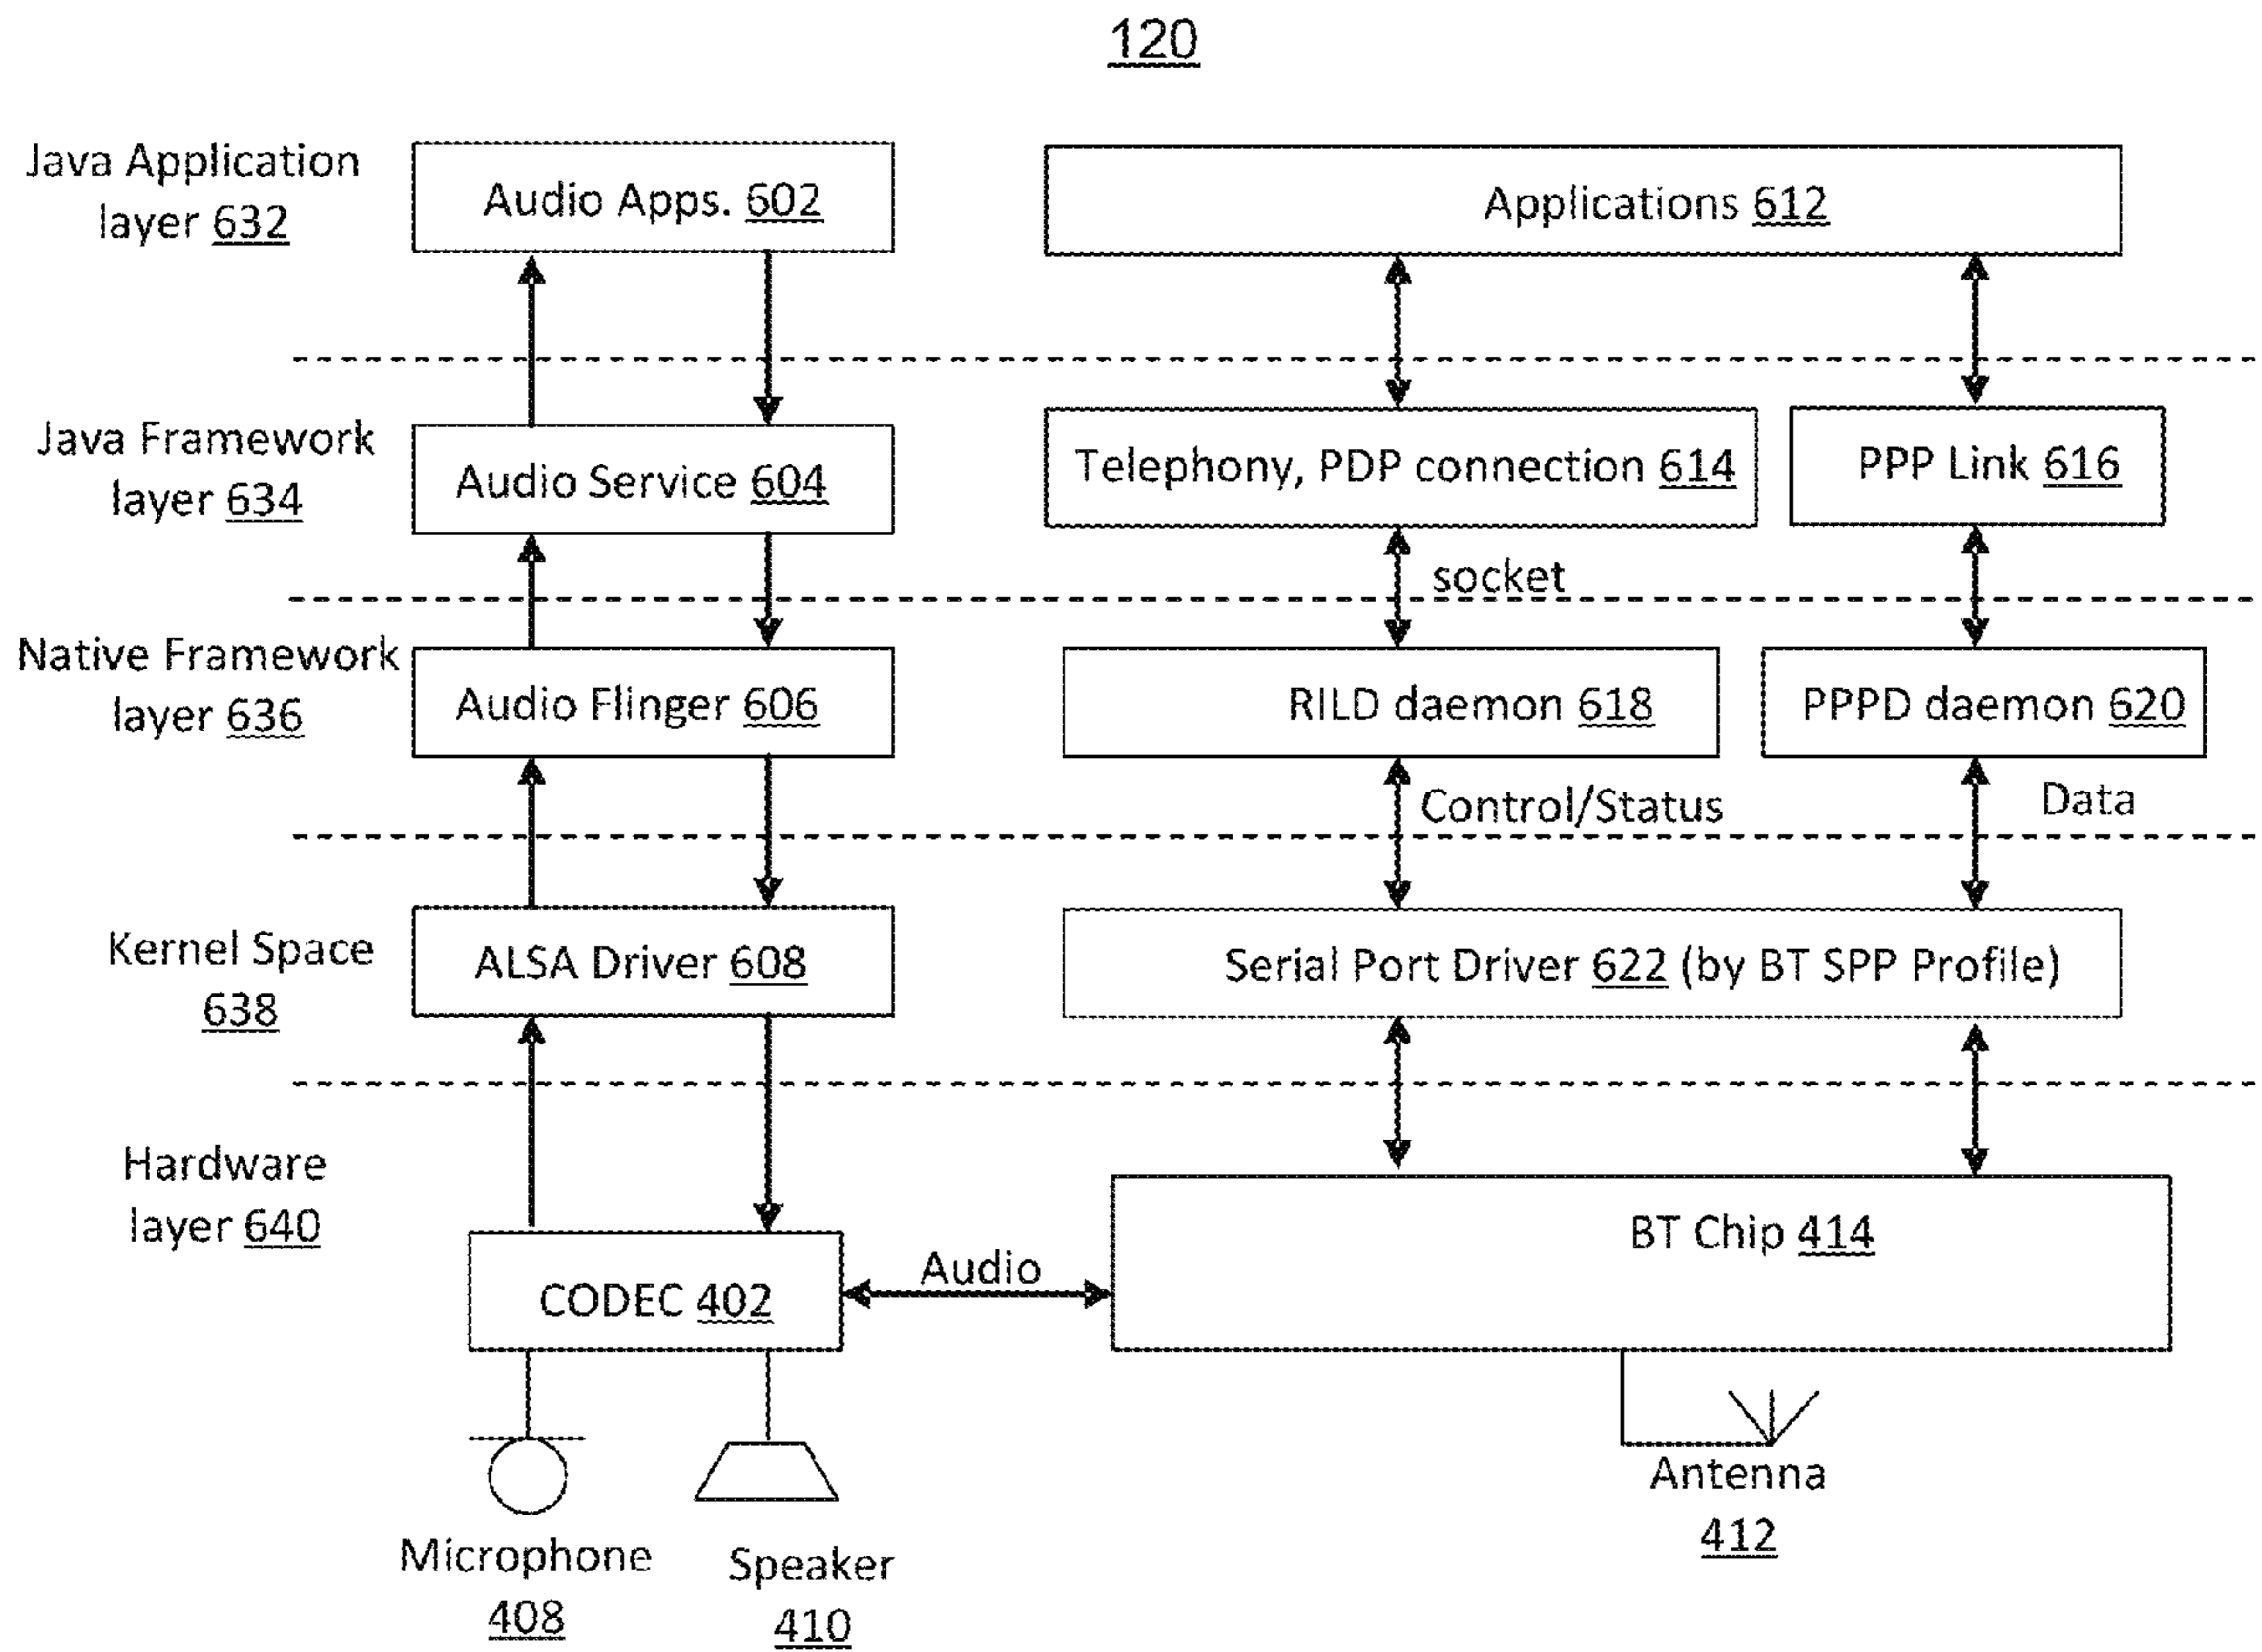 120
Java Application
layer 632
Audio Apps. 602
Applications 612
Java Framework
layer 634
Audio Service 604
Telephony, PDP connection 614
PPP Link 616
socket
Native Framework
layer 636
Audio Flinger 606
RILD daemon 618
PPPD daemon 620
Control/Status
Data
Kernel Space
638
ALSA Driver 608
Serial Port Driver 622 (by BT SPP Profile)
Hardware
layer 640
CODEC 402
Audio
BT Chip 414
Microphone
408
Speaker
410
Antenna
412